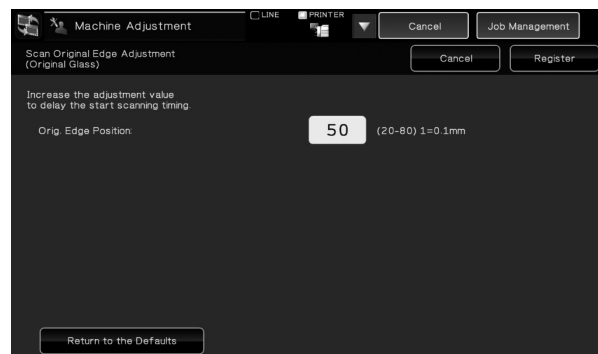 Machine Adjustment
LINE
PRINTER
Cancel
Job Management
Scan Original Edge Adjustment
(Original Glass)
Cancel
Register
Increase the adjustment value
to delay the start scanning timing.
Orig. Edge Position:
50
(20-80) 1=0.1mm
Return to the Defaults